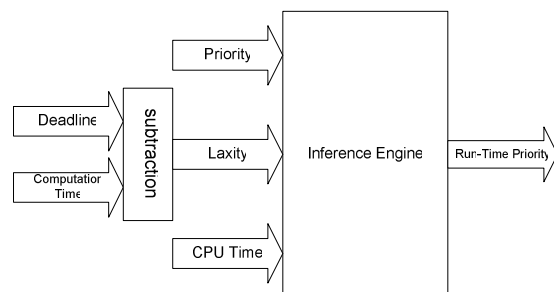 Priority
Deadline
subtraction
Laxity
Inference Engine
Run-Time Priority
Computation
Time
CPU Time